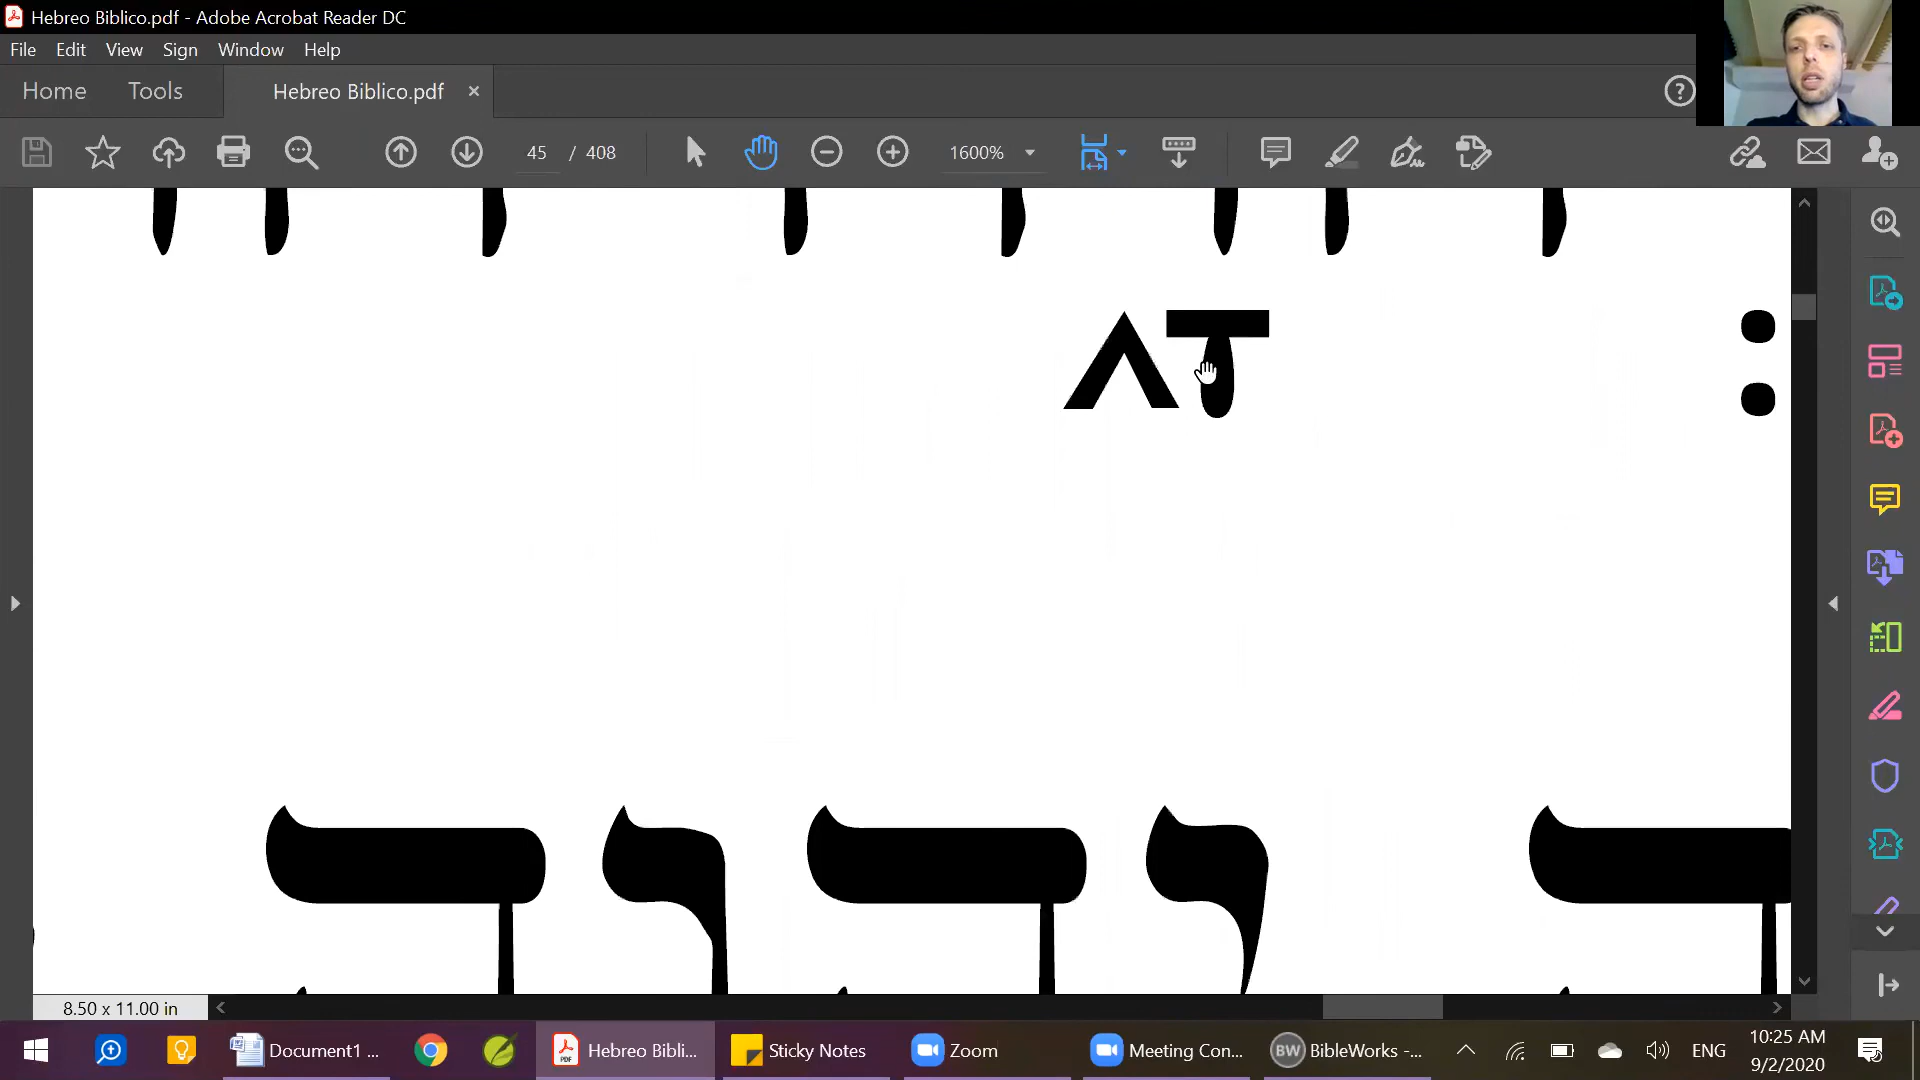 Hebreo Biblico.pdf - Adobe Acrobat Reader DC
File Edit View Sign Window Help
Home Tools Hebreo Biblico.pdf
45 / 408 1600%
8.50 x 11.00 in
Document1 ... Hebreo Bibli... Sticky Notes Zoom Meeting Con... BW BibleWorks -... ENG 10:25 AM
9/2/2020